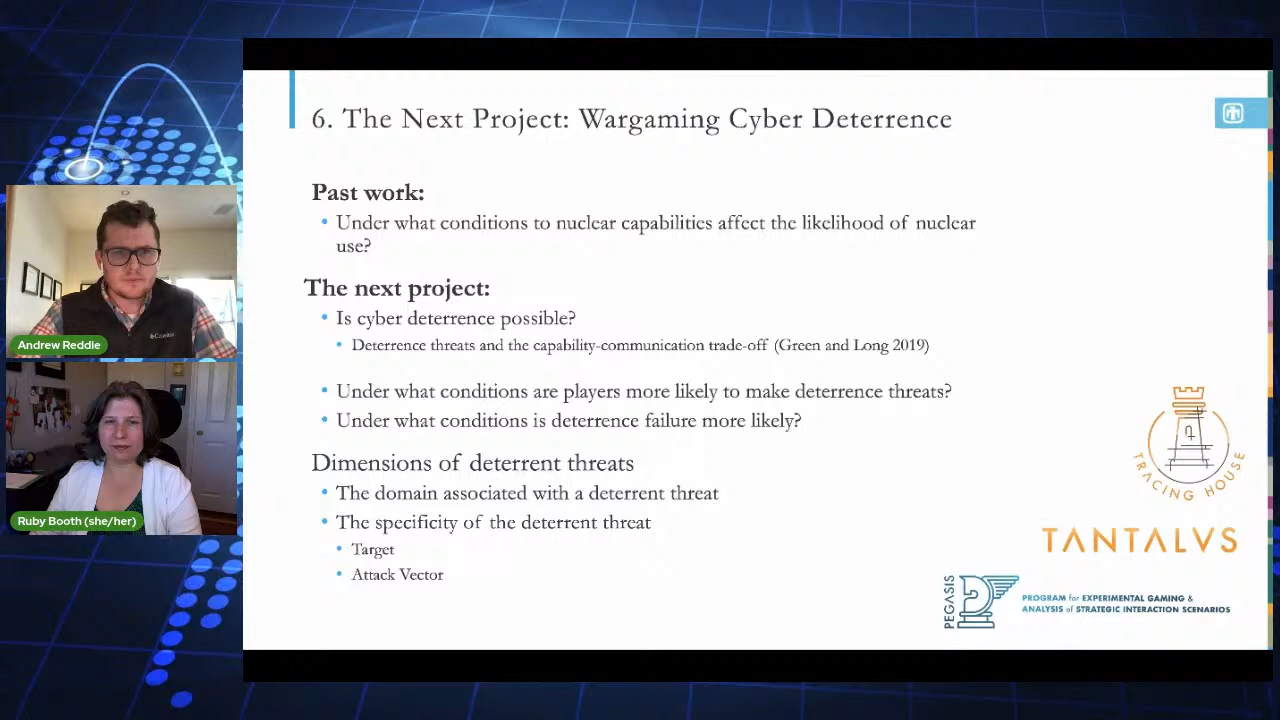 6. The Next Project: Wargaming Cyber Deterrence
Past work:
• Under what conditions to nuclear capabilities affect the likelihood of nuclear
use?
The next project:
• Is cyber deterrence possible?
• Deterrence threats and the capability-communication trade-off (Green and Long 2019)
• Under what conditions are players more likely to make deterrence threats?
• Under what conditions is deterrence failure more likely?
Dimensions of deterrent threats
• The domain associated with a deterrent threat
• The specificity of the deterrent threat
• Target
• Attack Vector
Andrew Reddie
Ruby Booth (she/her)
TRACING HOUSE
TANTALVS
PEGASIS
PROGRAM for EXPERIMENTAL GAMING &
ANALYSIS of STRATEGIC INTERACTION SCENARIOS